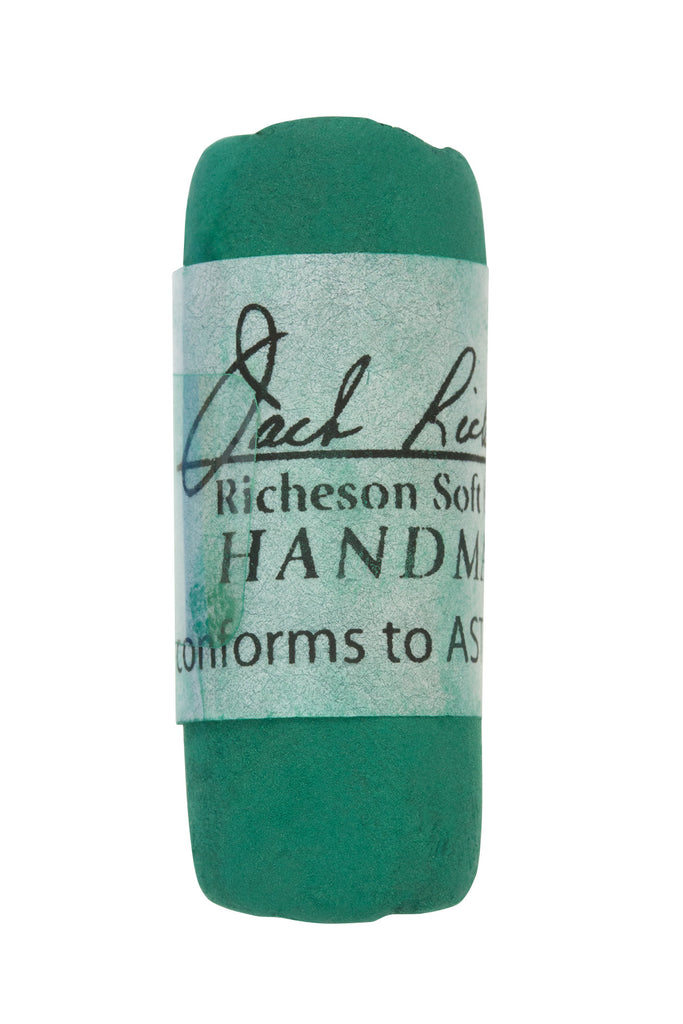 Jack Rich
Richeson Soft
HANDMA
conforms to AST